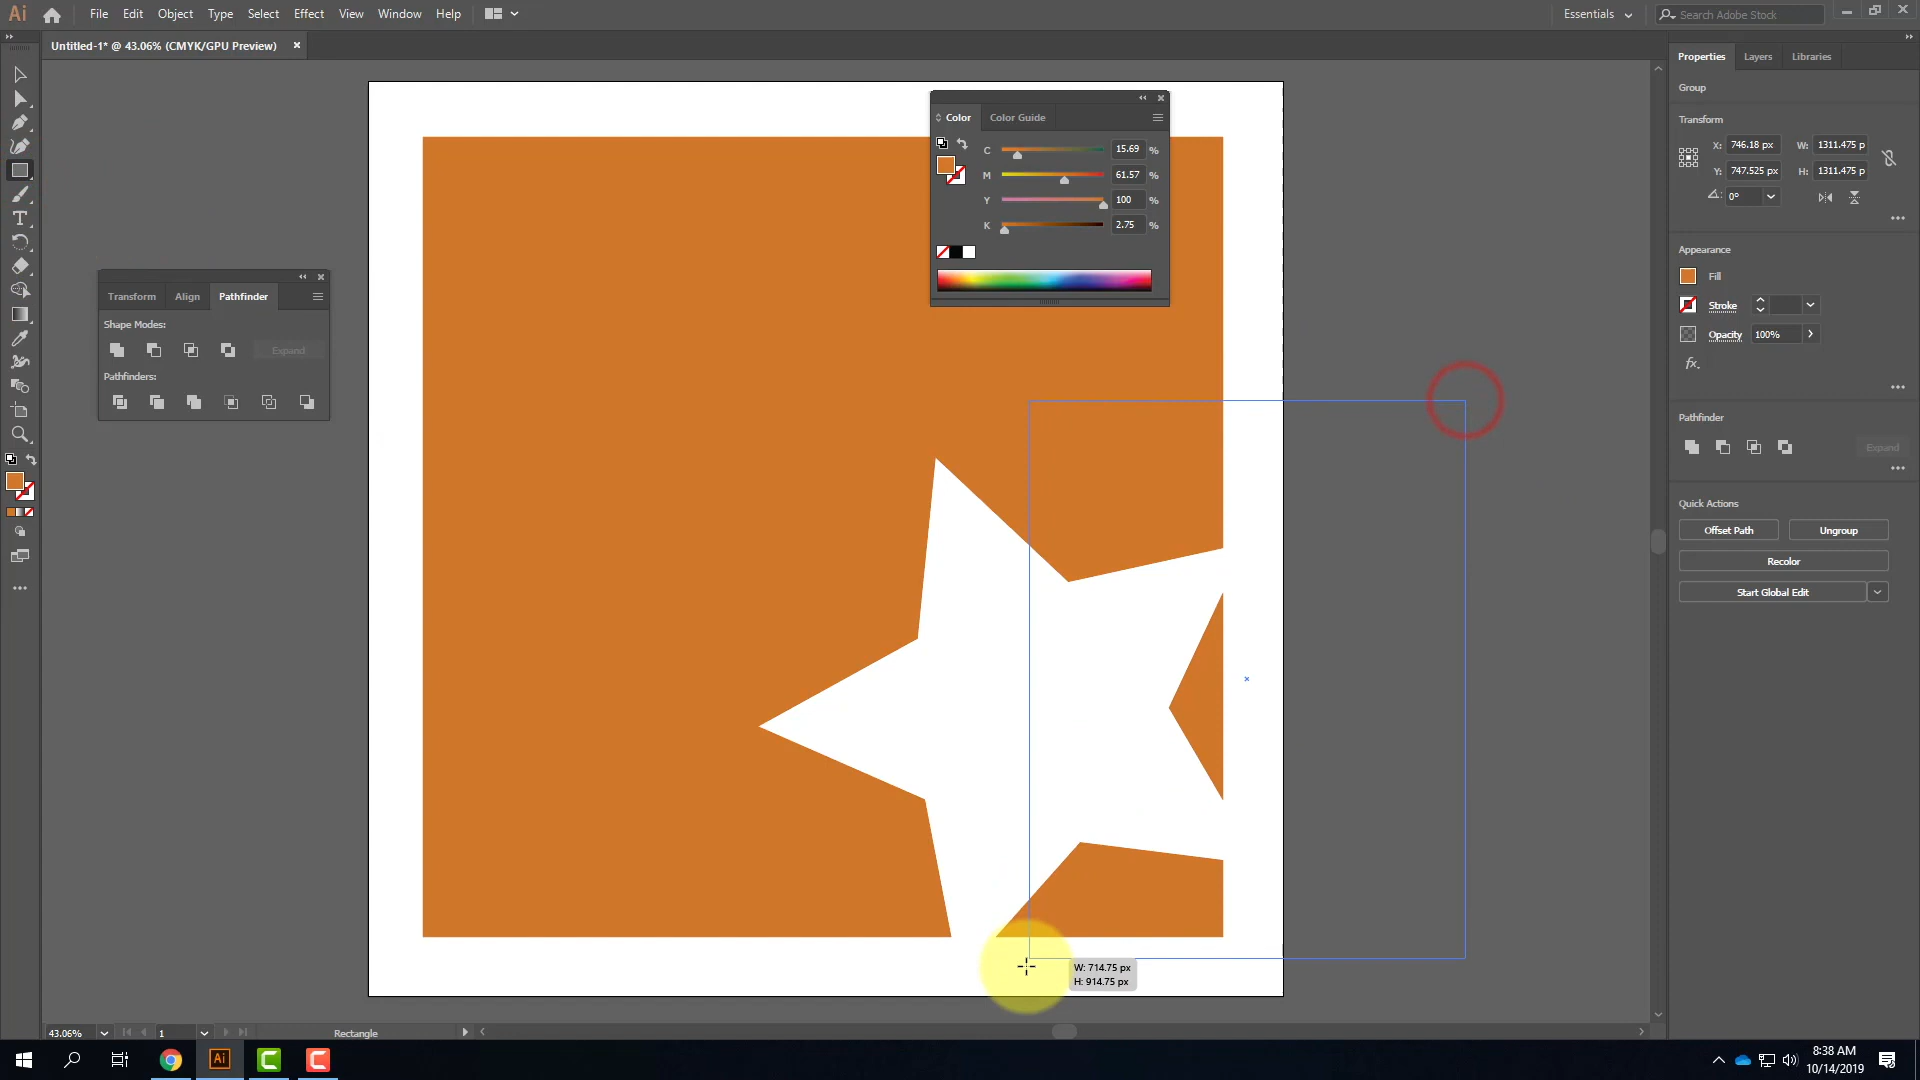 Ai File Edit Object Type Select Effect View Window Help Essentials Search Adobe Stock
Untitled-1* @ 43.06% (CMYK/GPU Preview)
Properties Layers Libraries
Group
Transform
X: 746.18 px W: 1311.475 p
Y: 747.525 px H: 1311.475 p
0°
Appearance
Fill
Stroke
Opacity 100%
fx.
Pathfinder
Expand
Quick Actions
Offset Path Ungroup
Recolor
Start Global Edit
Color Color Guide
C 15.69 %
M 61.57 %
Y 100 %
K 2.75 %
Transform Align Pathfinder
Shape Modes:
Expand
Pathfinders:
W: 714.75 px
H: 914.75 px
43.06% 1 Rectangle
Ai
8:38 AM
10/14/2019